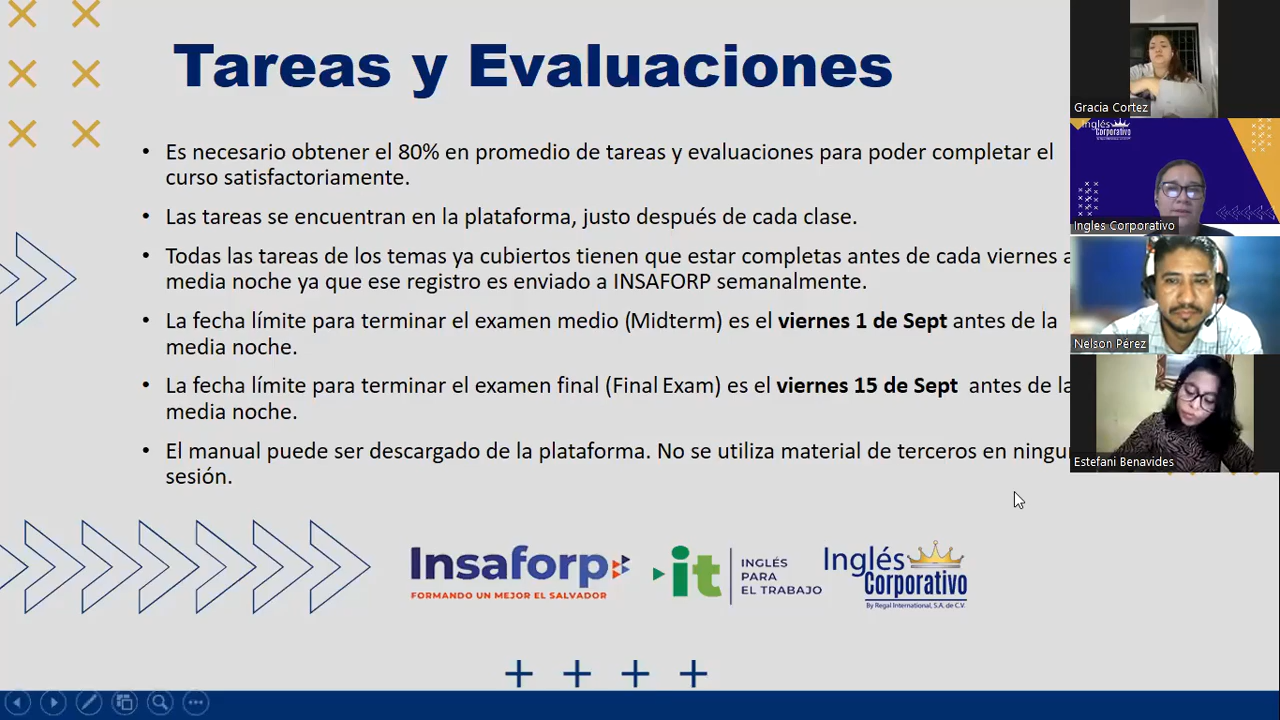 Tareas y Evaluaciones
• Es necesario obtener el 80% en promedio de tareas y evaluaciones para poder completar el
curso satisfactoriamente.
• Las tareas se encuentran en la plataforma, justo después de cada clase.
• Todas las tareas de los temas ya cubiertos tienen que estar completas antes de cada viernes a
media noche ya que ese registro es enviado a INSAFORP semanalmente.
• La fecha límite para terminar el examen medio (Midterm) es el viernes 1 de Sept antes de la
media noche.
• La fecha límite para terminar el examen final (Final Exam) es el viernes 15 de Sept antes de la
media noche.
• El manual puede ser descargado de la plataforma. No se utiliza material de terceros en ningu
sesión.
Insaforp
FORMANDO UN MEJOR EL SALVADOR
it
INGLÉS
PARA
EL TRABAJO
Inglés
Corporativo
By Regal International, S.A. de C.V.
Gracia Cortez
Inglés
Corporativo
Ingles Corporativo
Nelson Pérez
Estefani Benavides